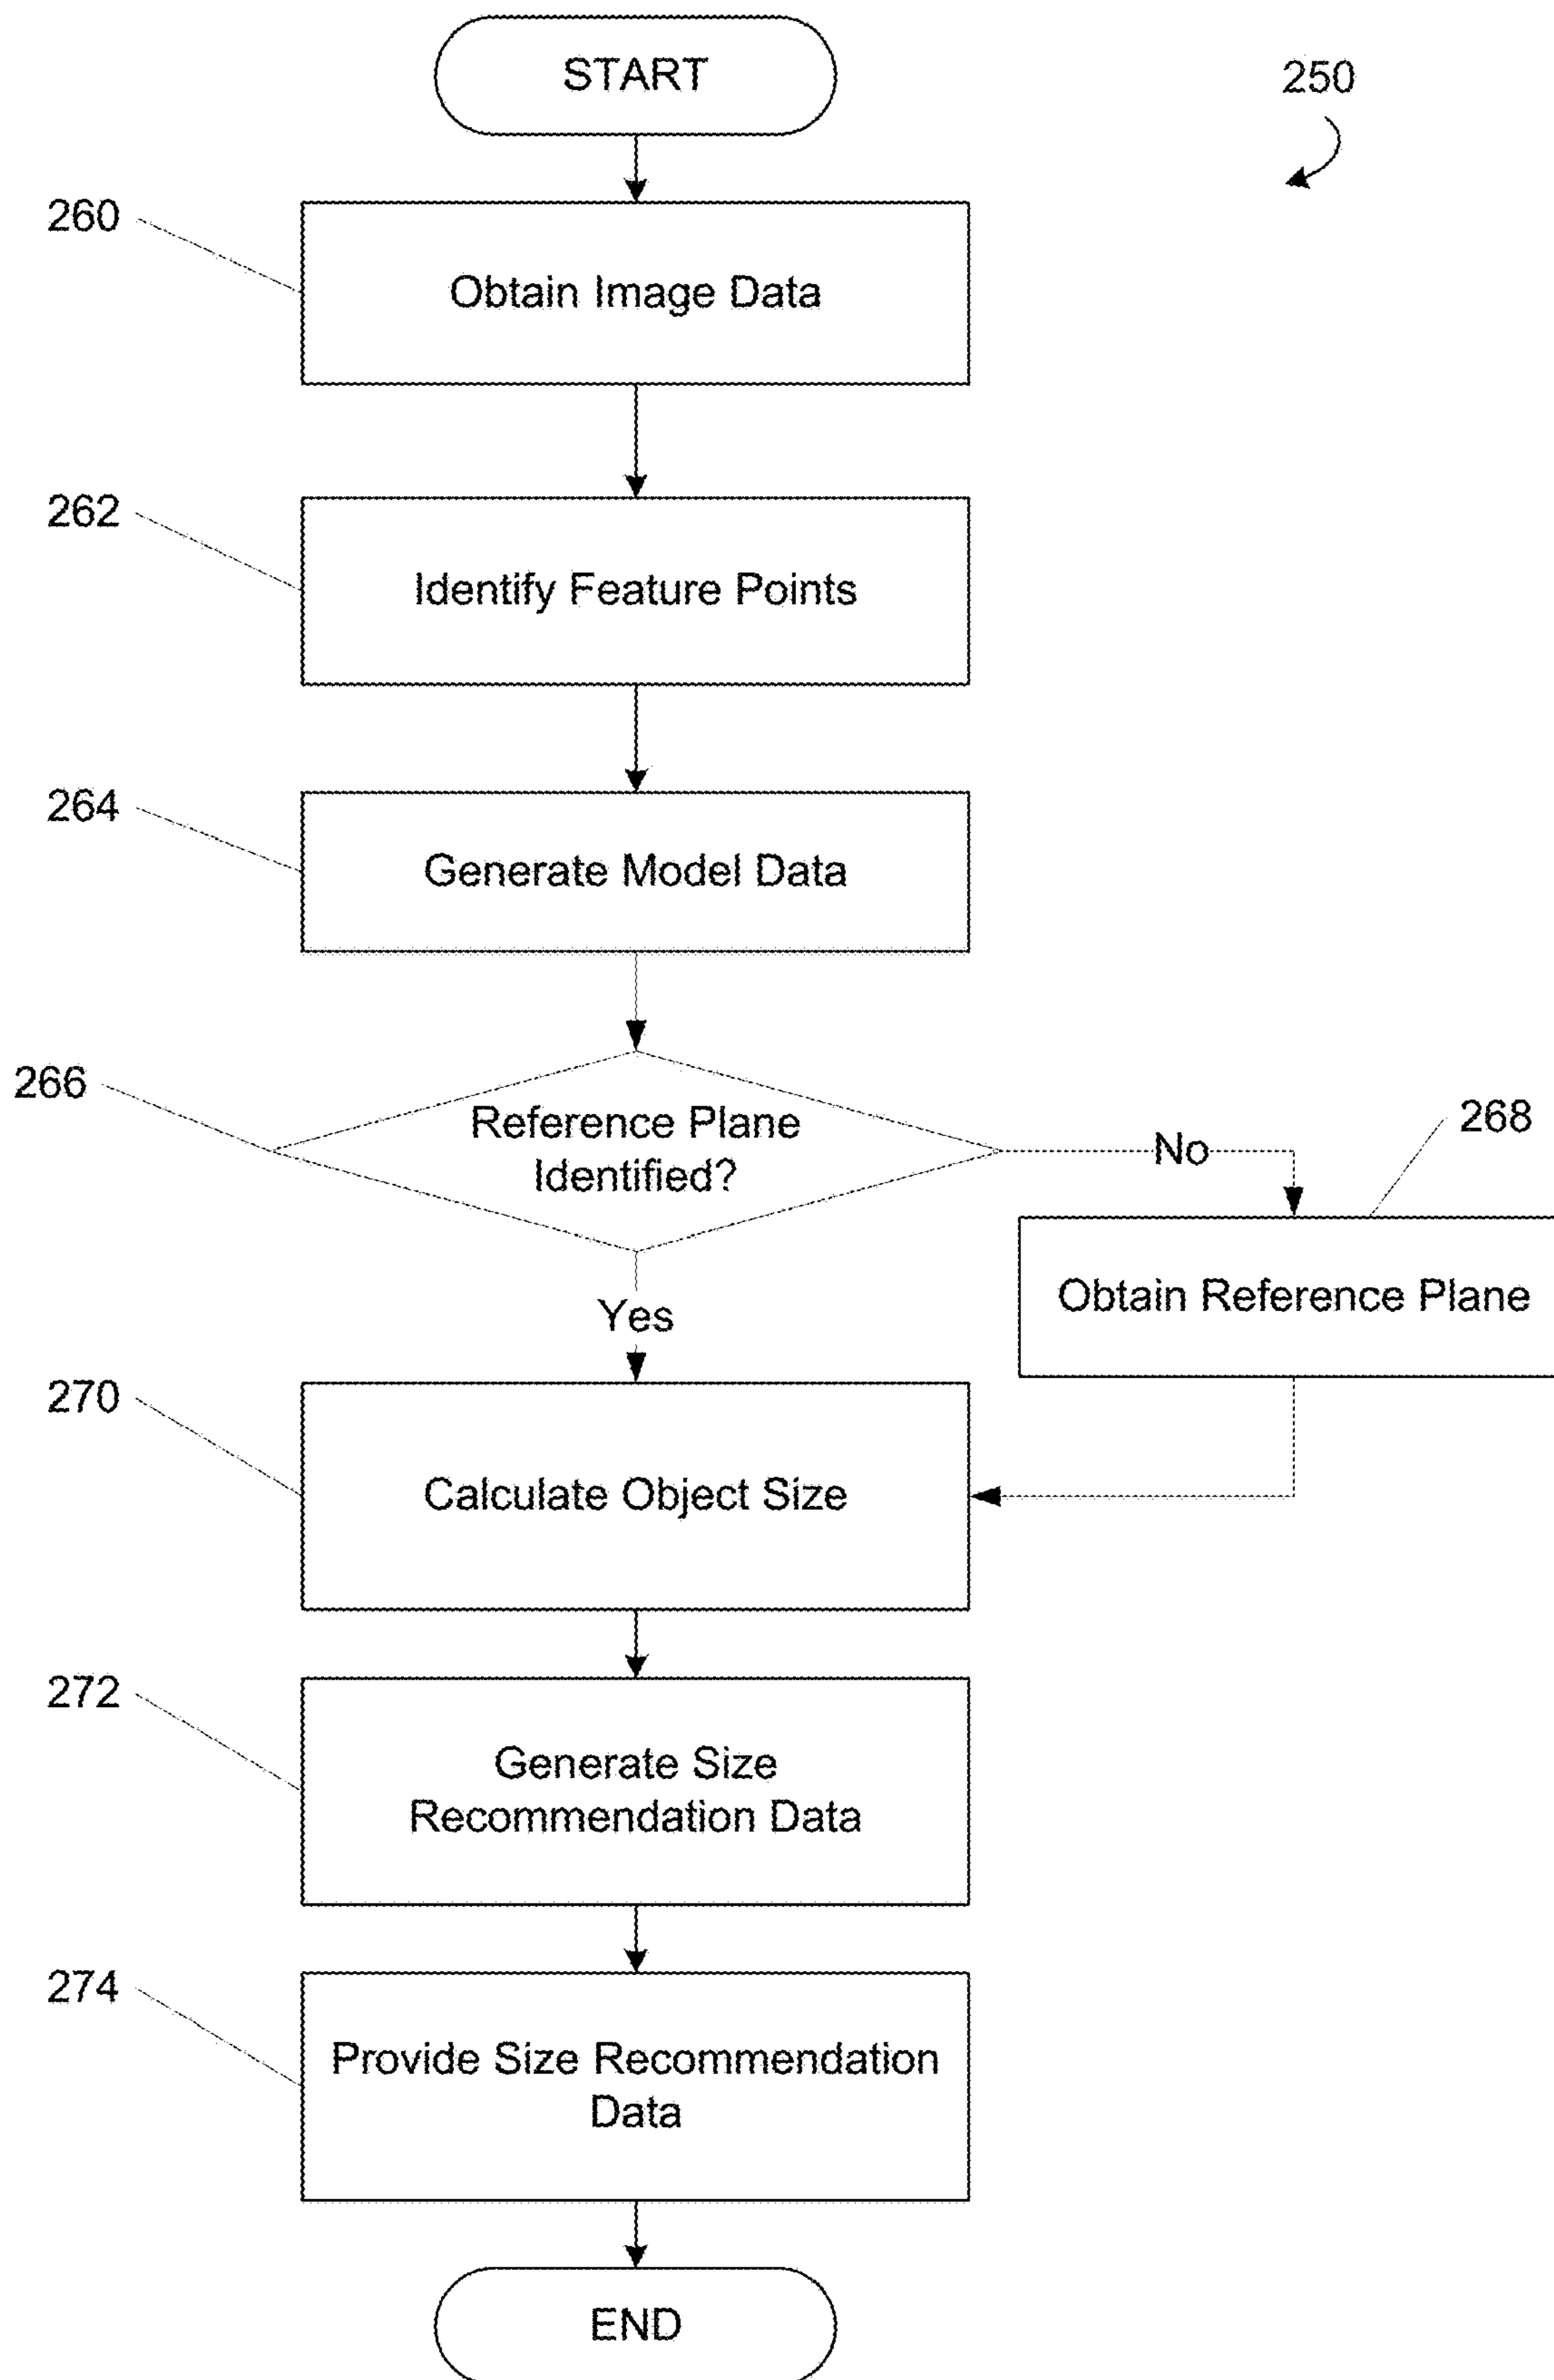 START
250
260
Obtain Image Data
262
Identify Feature Points
264
Generate Model Data
266
Reference Plane
Identified?
No
268
Obtain Reference Plane
Yes
270
Calculate Object Size
272
Generate Size
Recommendation Data
274
Provide Size Recommendation
Data
END